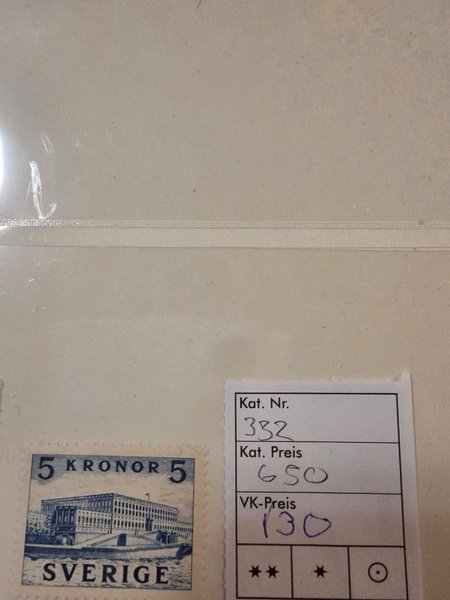 5 KRONOR 5
SVERIGE
Kat. Nr.
332
Kat. Preis
650
VK-Preis
130